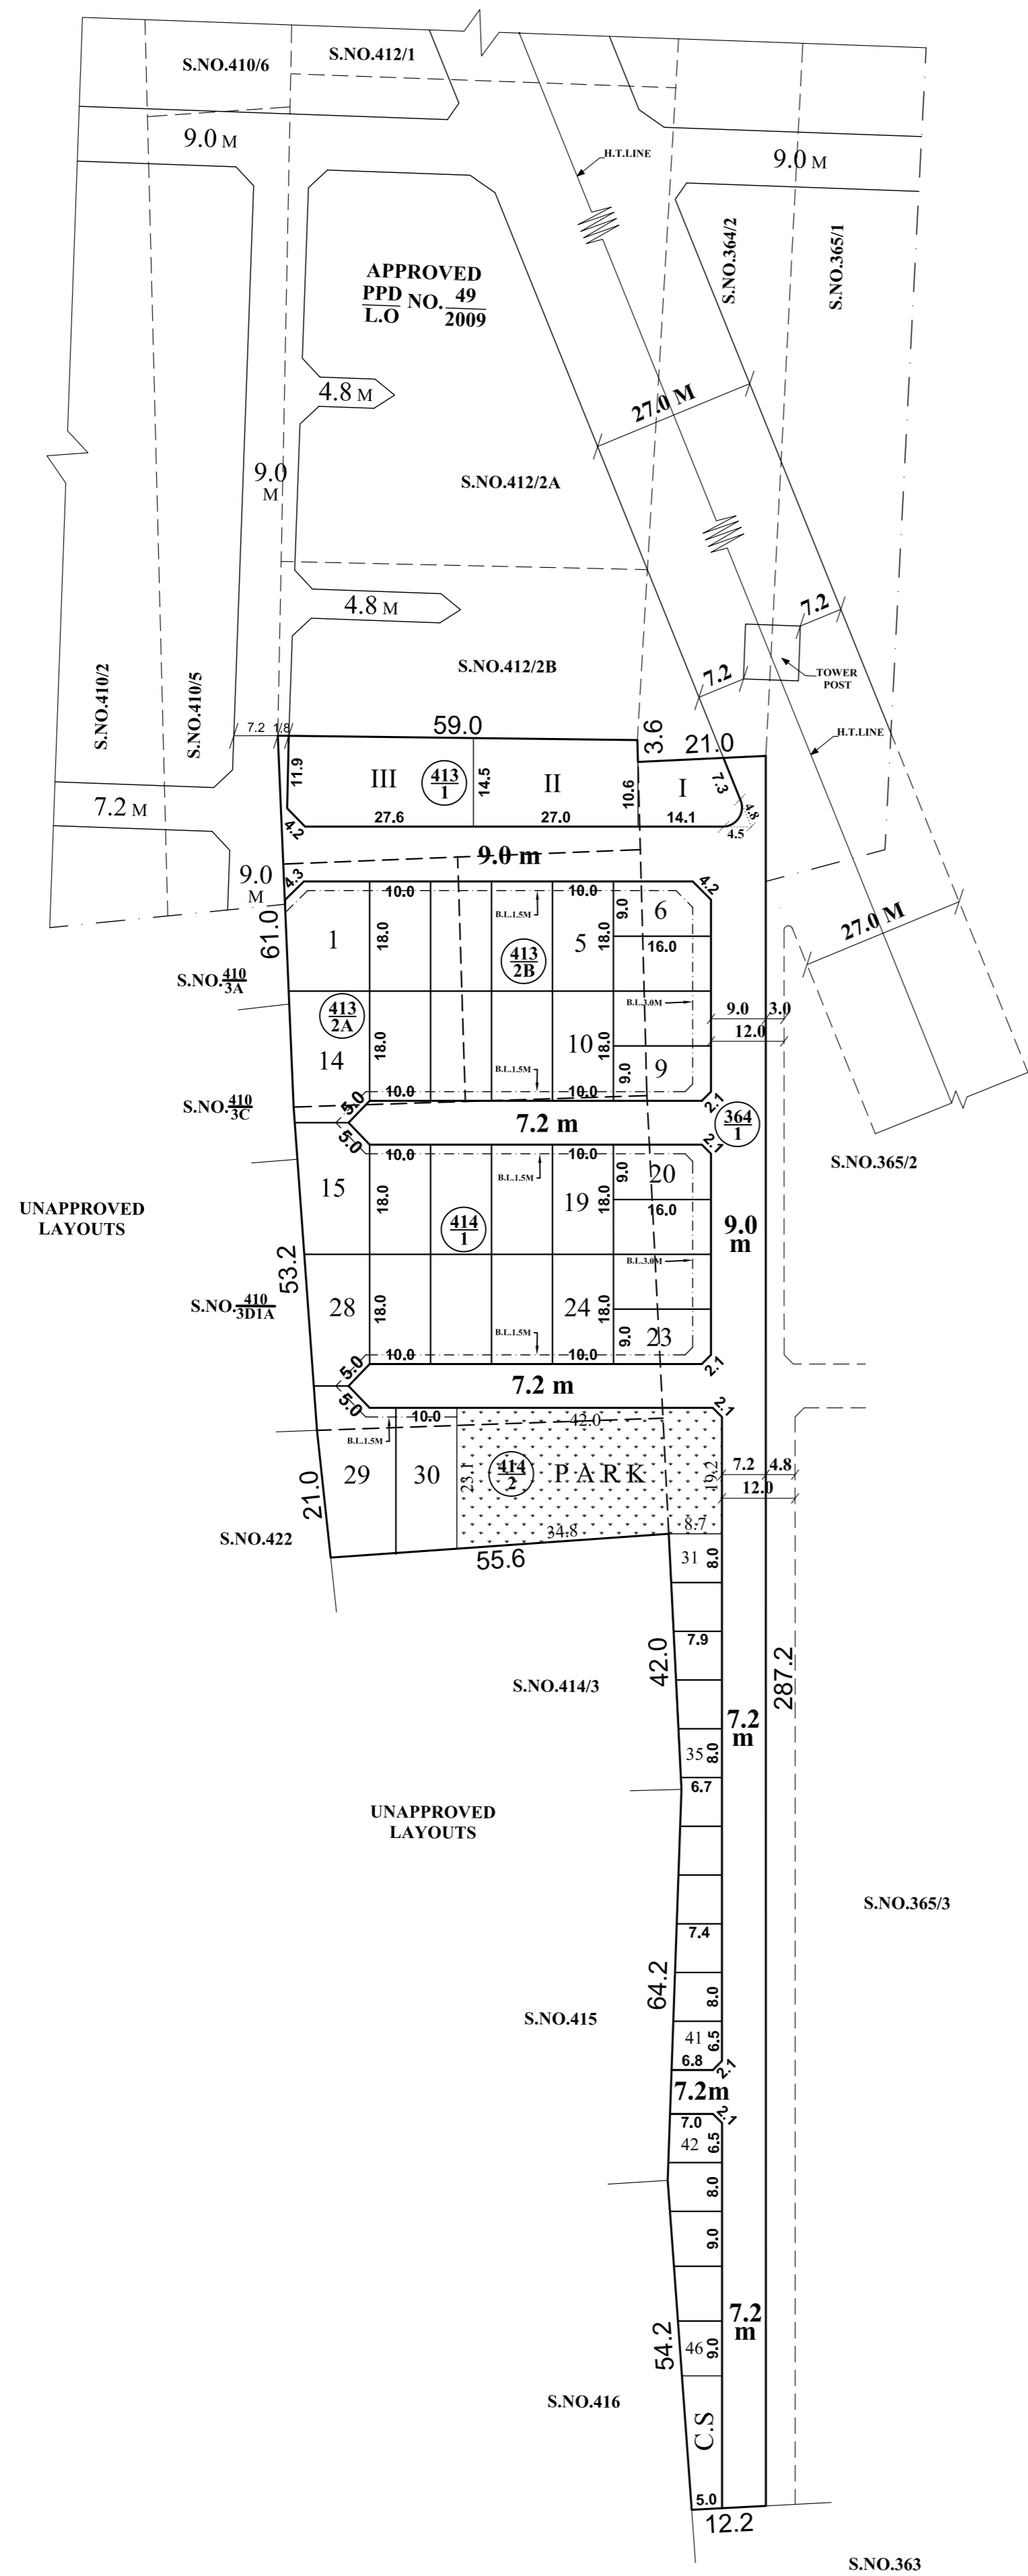 S.NO.410/6
S.NO.412/1
9.0 M
H.T.LINE
9.0 M
S.NO.364/2
S.NO.365/1
APPROVED
PPD
L.O
NO.
49
2009
4.8 M
27.0 M
9.0
M
S.NO.412/2A
4.8 M
7.2
7.2
TOWER
POST
S.NO.410/2
S.NO.410/5
S.NO.412/2B
H.T.LINE
7.2
1.8
59.0
3.6
21.0
11.9
III
413
1
14.5
II
10.6
I
7.3
4.8
4.5
7.2 M
4.2
27.6
27.0
14.1
9.0 m
9.0
M
4.3
10.0
10.0
4.2
27.0 M
61.0
1
18.0
B.L.1.5M
413
2B
5
18.0
9.0
6
16.0
S.NO.
410
3A
413
2A
14
18.0
B.L.3.0M
9.0
3.0
12.0
10
18.0
9.0
9
B.L.1.5M
10.0
10.0
2.1
S.NO.
410
3C
5.0
7.2 m
364
1
5.0
10.0
10.0
2.1
S.NO.365/2
UNAPPROVED
LAYOUTS
15
18.0
B.L.1.5M
19
18.0
9.0
20
16.0
414
1
9.0
m
53.2
B.L.3.0M
S.NO.
410
3D1A
28
18.0
24
18.0
9.0
23
B.L.1.5M
10.0
10.0
2.1
5.0
7.2 m
5.0
10.0
42.0
2.1
B.L.1.5M
29
30
23.1
414
2
PARK
19.2
7.2
4.8
12.0
21.0
34.8
8.7
S.NO.422
55.6
31
8.0
42.0
7.9
287.2
S.NO.414/3
7.2
m
35
8.0
6.7
UNAPPROVED
LAYOUTS
S.NO.365/3
7.4
64.2
8.0
S.NO.415
41
6.5
6.8
2.1
7.2m
7.0
2.1
42
6.5
8.0
9.0
7.2
m
54.2
46
9.0
S.NO.416
C.S
5.0
12.2
S.NO.363